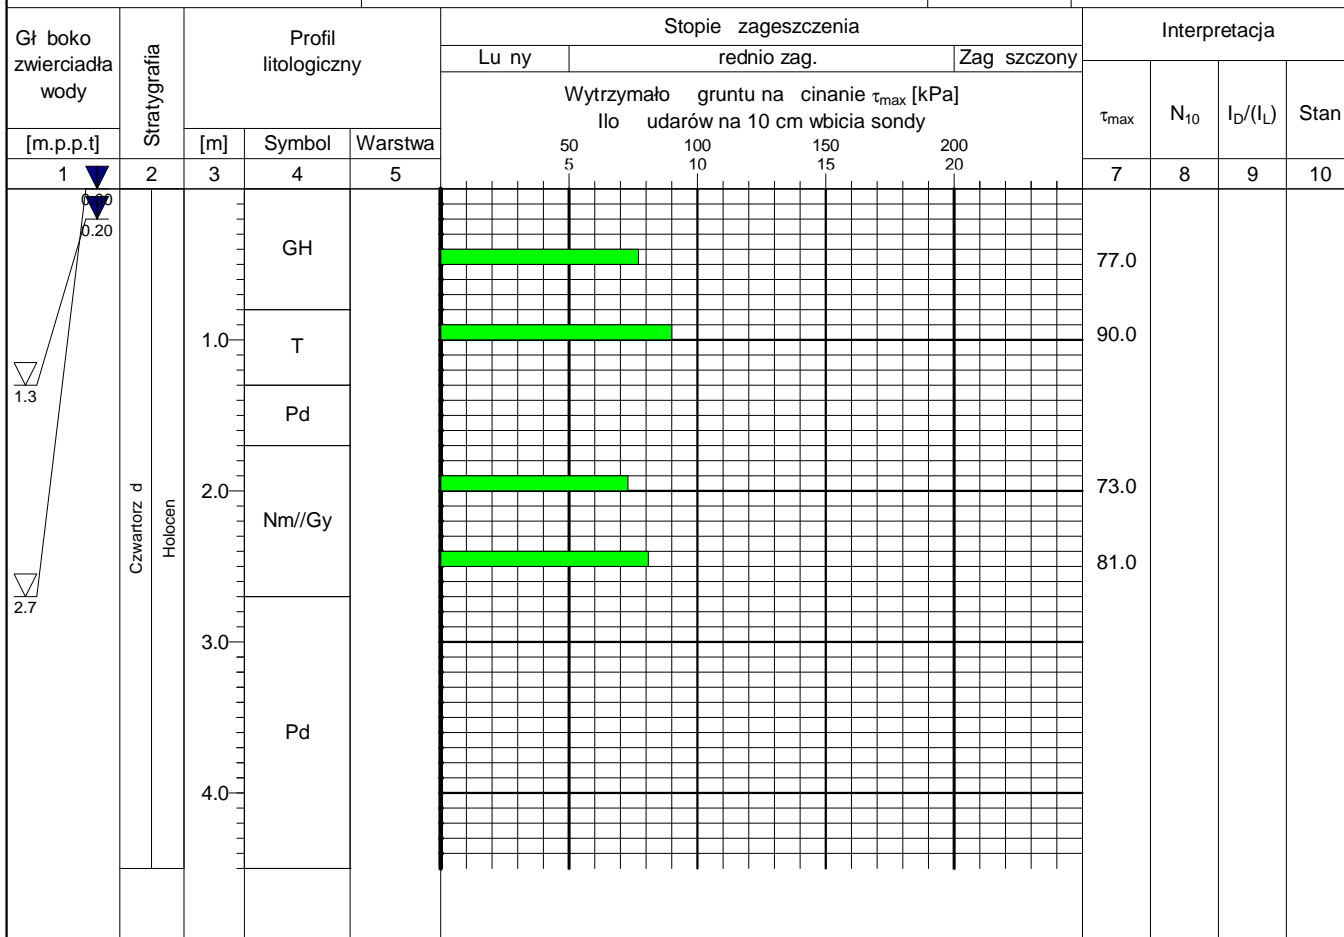 Gł boko
zwierciadła
wody
[m.p.p.t]
Stratygrafia
Profil
litologiczny
[m]
Symbol
Warstwa
Stopie zageszczenia
Lu ny
rednio zag.
Zag szczony
Wytrzymało gruntu na cinanie τmax [kPa]
Ilo udarów na 10 cm wbicia sondy
50 100 150 200
5 10 15 20
Interpretacja
τmax
N10
ID/(IL)
Stan
1 2 3 4 5 7 8 9 10
0.20
GH
77.0
1.0
T
90.0
1.3
Pd
2.0
73.0
Nm//Gy
Czwartorz d
Holocen
81.0
2.7
3.0
Pd
4.0